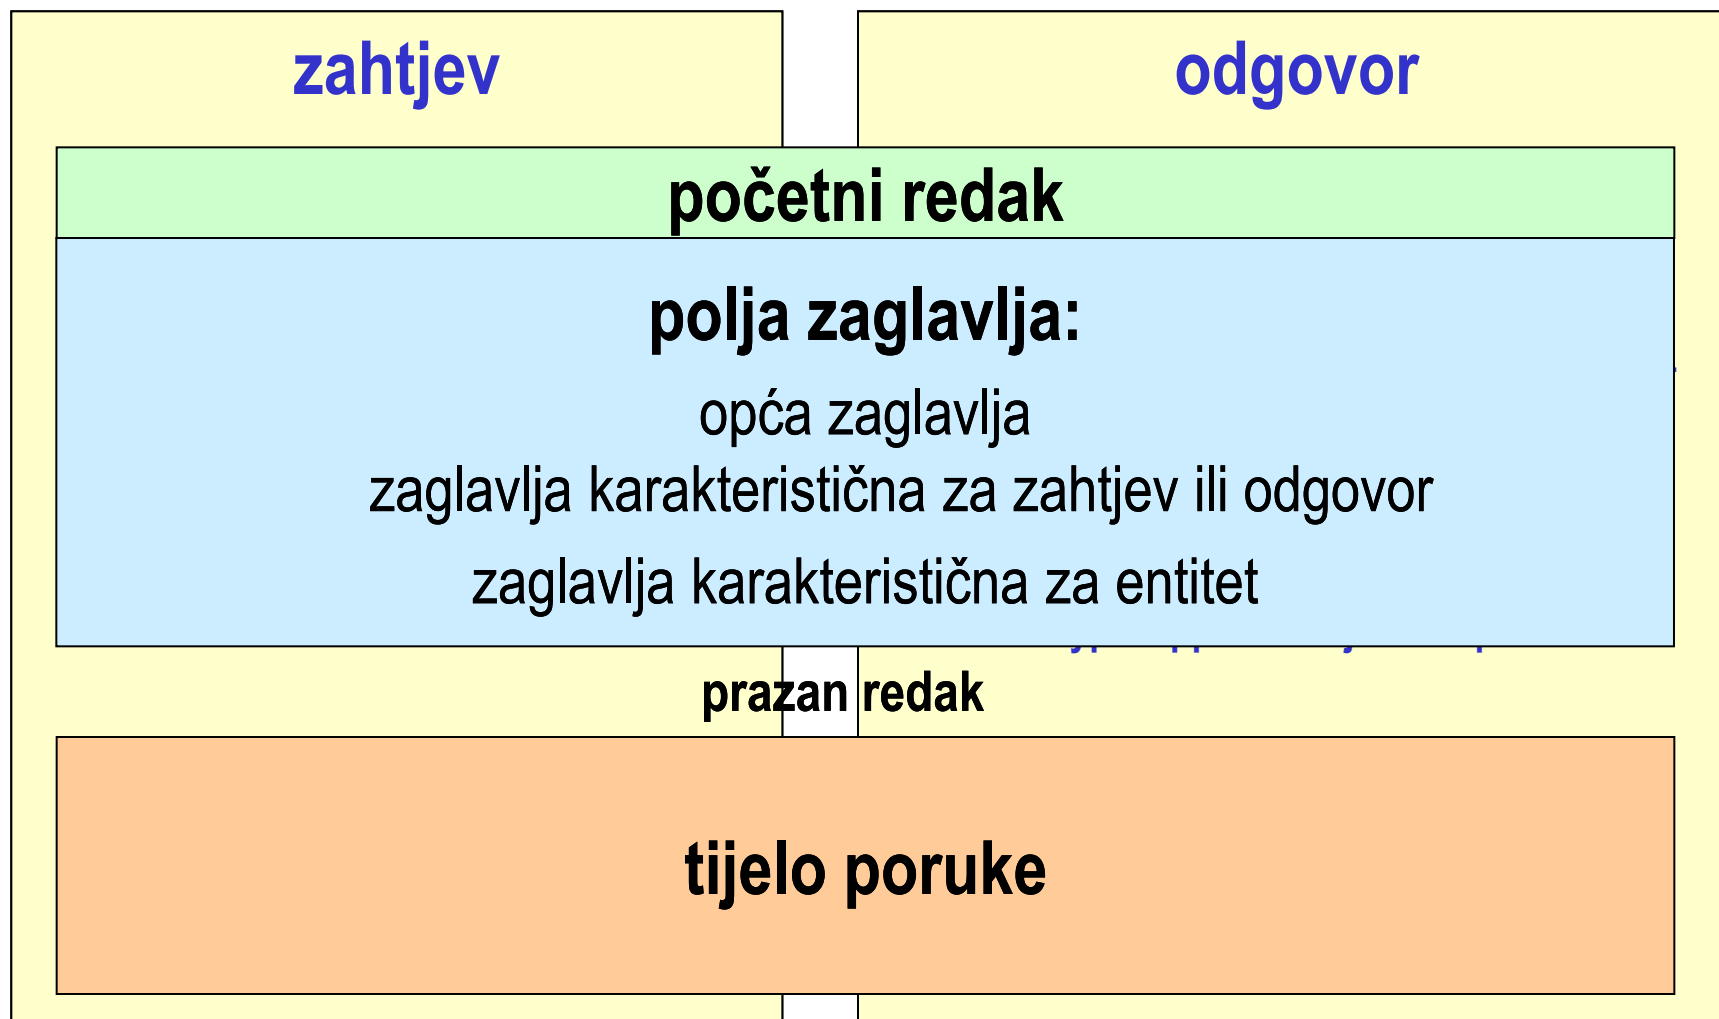 zahtjev
odgovor
početni redak
polja zaglavlja:
opća zaglavlja
zaglavlja karakteristična za zahtjev ili odgovor
zaglavlja karakteristična za entitet
prazan redak
tijelo poruke